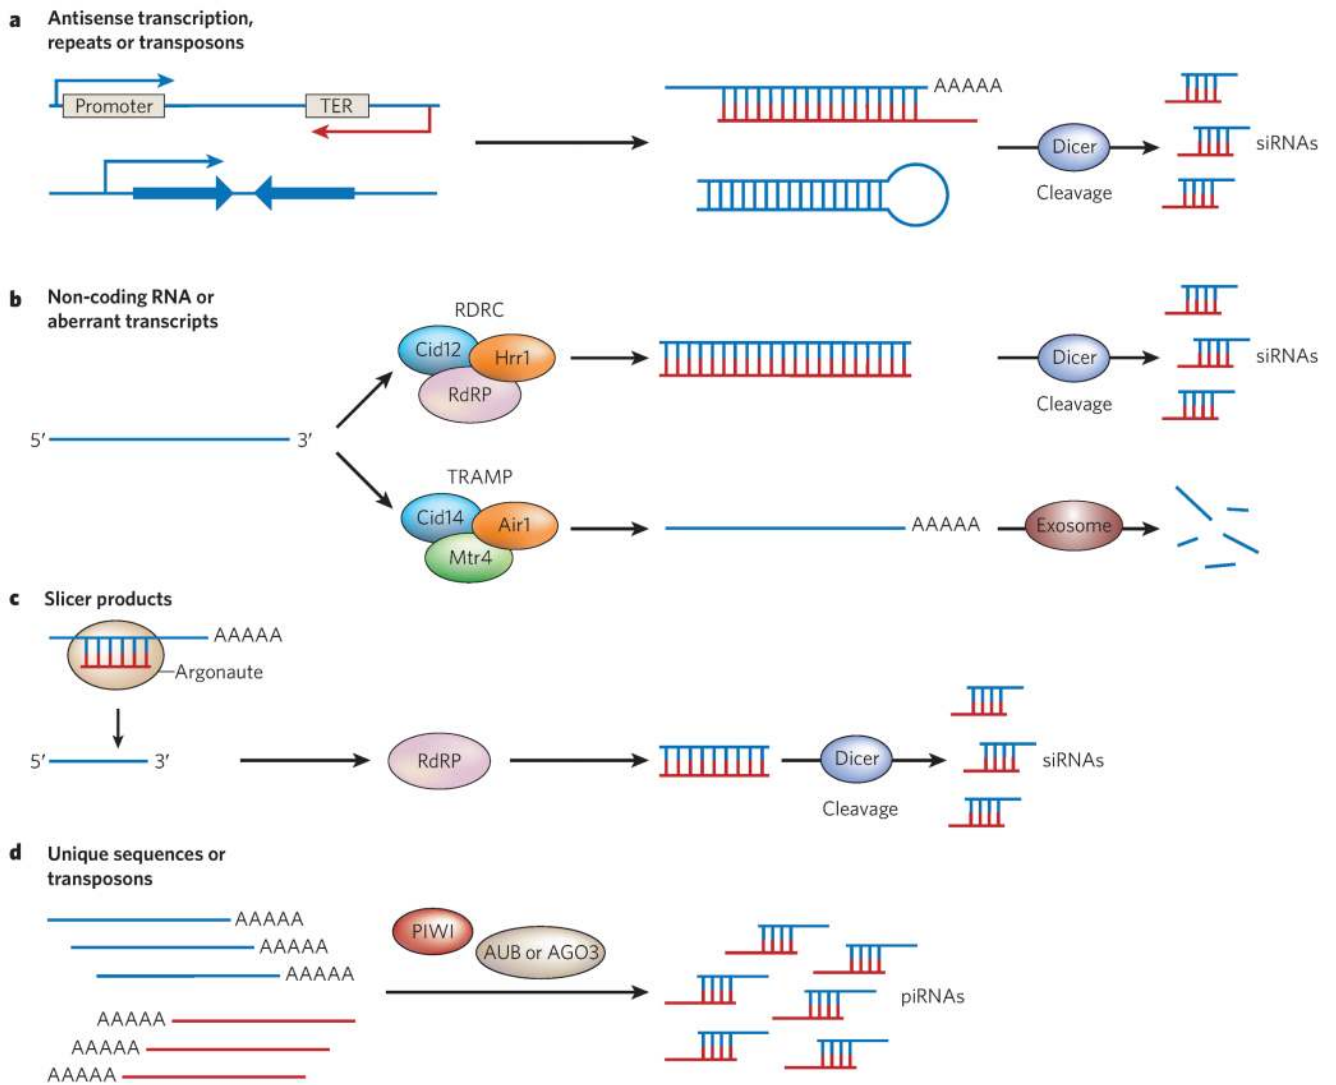 a Antisense transcription,
repeats or transposons
Promoter
TER
AAAAA
Dicer
Cleavage
siRNAs
b Non-coding RNA or
aberrant transcripts
5′
3′
RDRC
Cid12
Hrr1
RdRP
Dicer
Cleavage
siRNAs
TRAMP
Cid14
Air1
Mtr4
AAAAA
Exosome
c Slicer products
AAAAA
Argonaute
5′
3′
RdRP
Dicer
Cleavage
siRNAs
d Unique sequences or
transposons
AAAAA
AAAAA
AAAAA
AAAAA
AAAAA
AAAAA
PIWI
AUB or AGO3
piRNAs